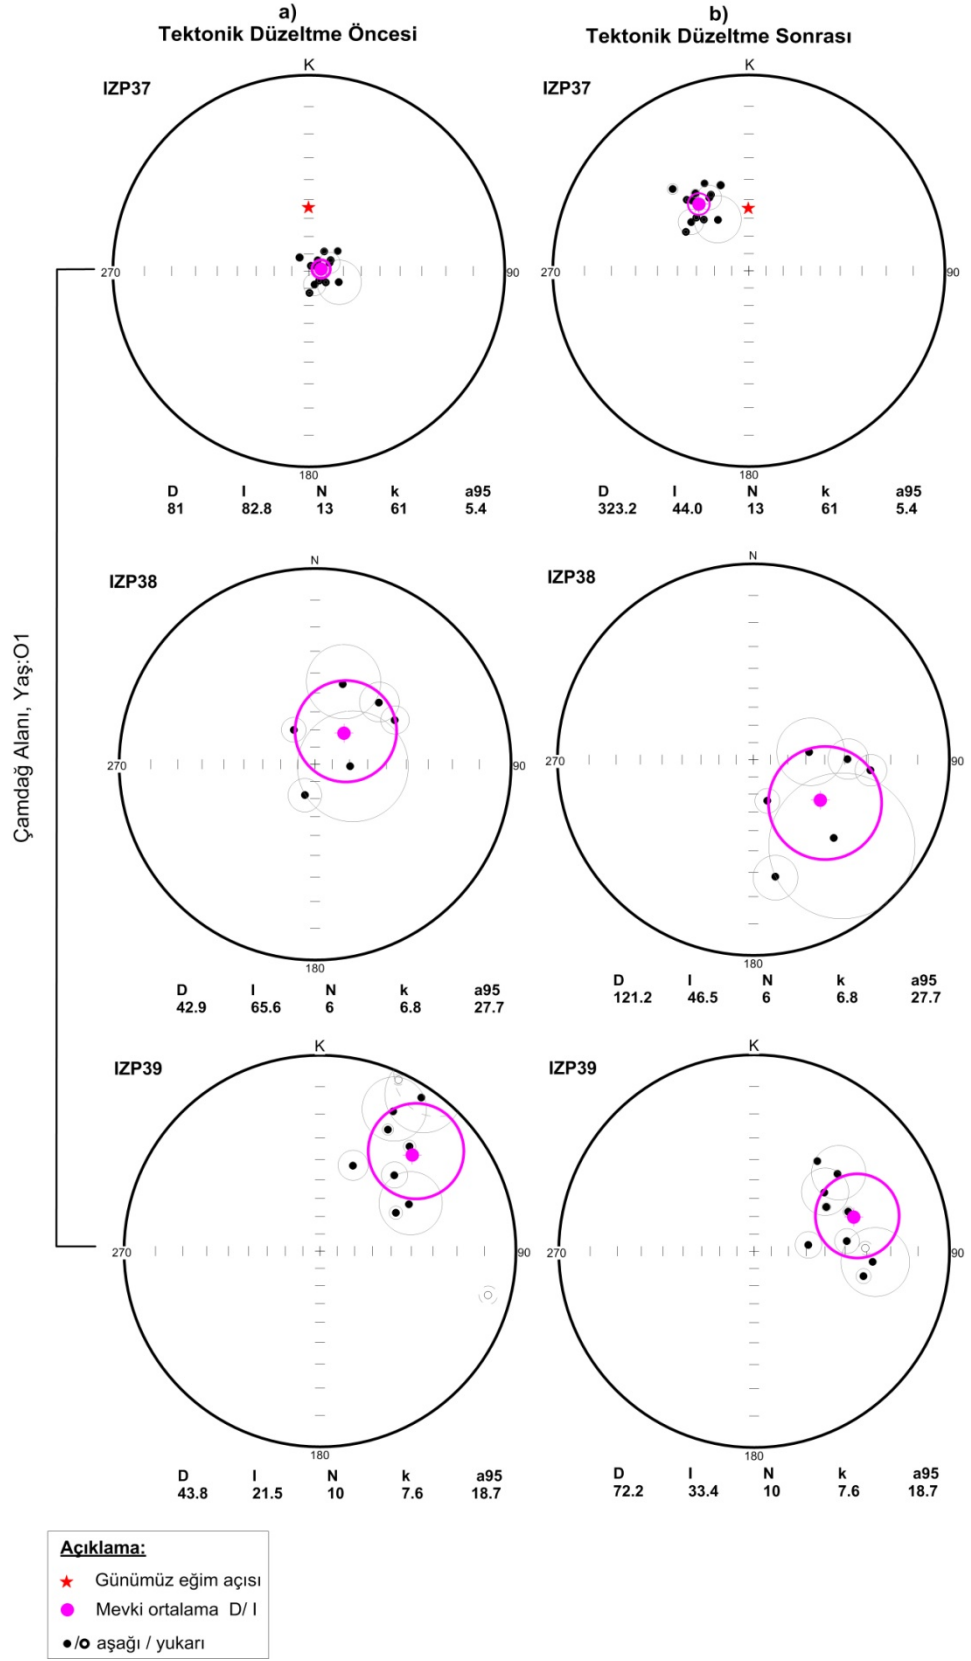 a)
Tektonik Düzeltme Öncesi
b)
Tektonik Düzeltme Sonrası
Çamdağ Alanı, Yaş:O1
IZP37
K
270
90
180
D I N k a95
81 82.8 13 61 5.4
IZP37
K
270
90
180
D I N k a95
323.2 44.0 13 61 5.4
IZP38
N
270
90
180
D I N k a95
42.9 65.6 6 6.8 27.7
IZP38
N
270
90
180
D I N k a95
121.2 46.5 6 6.8 27.7
IZP39
K
270
90
180
D I N k a95
43.8 21.5 10 7.6 18.7
IZP39
K
270
90
180
D I N k a95
72.2 33.4 10 7.6 18.7
Açıklama:
Günümüz eğim açısı
Mevki ortalama D/ I
/ aşağı / yukarı